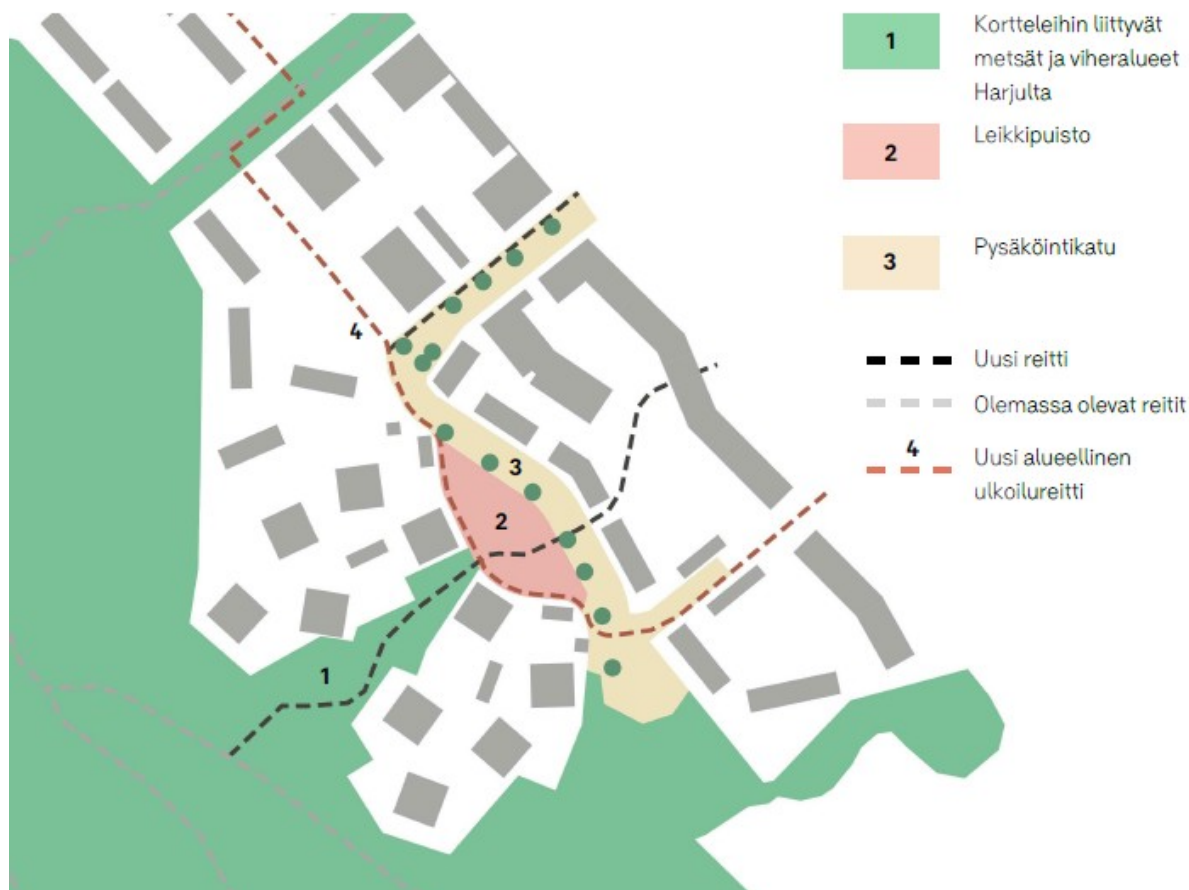 1
Kortteleihin liittyvät
metsät ja viheralueet
Harjulta
2
Leikkipuisto
3
Pysäköintikatu
Uusi reitti
Olemassa olevat reitit
4
Uusi alueellinen
ulkoilureitti
4
3
2
1